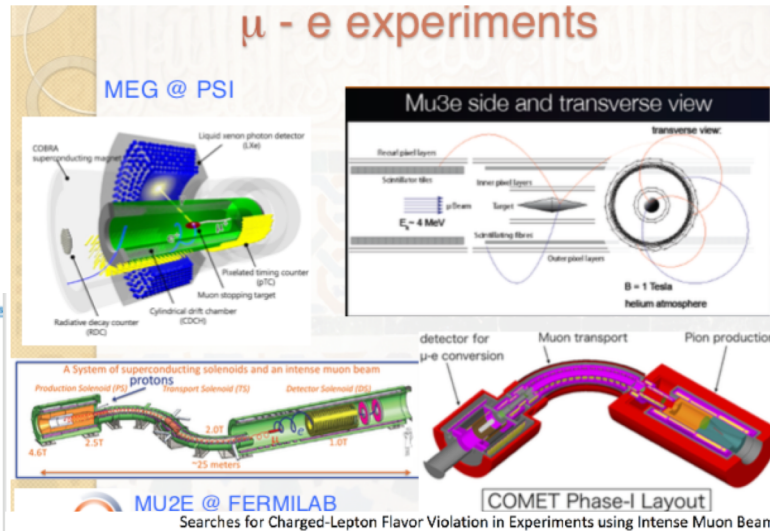 μ - e experiments
MEG @ PSI
Liquid xenon photon detector
(LXe)
COBRA
superconducting magnet
Pixelated timing counter
(pTC)
Muon stopping target
Cylindrical drift chamber
(CDCH)
Radiative decay counter
(RDC)
Mu3e side and transverse view
transverse view:
Recurl pixel layers
Scintillator tiles
Inner pixel layers
μ Beam
Target
Scintillating fibres
Outer pixel layers
B = 1 Tesla
helium atmosphere
A System of superconducting solenoids and an intense muon beam
Production Solenoid (PS)
Transport Solenoid (TS)
Detector Solenoid (DS)
protons
4.6T
2.5T
2.0T
μ
e
1.0T
~25 meters
MU2E @ FERMILAB
detector for
μ-e conversion
Muon transport
Pion production
COMET Phase-I Layout
Searches for Charged-Lepton Flavor Violation in Experiments using Intense Muon Beam